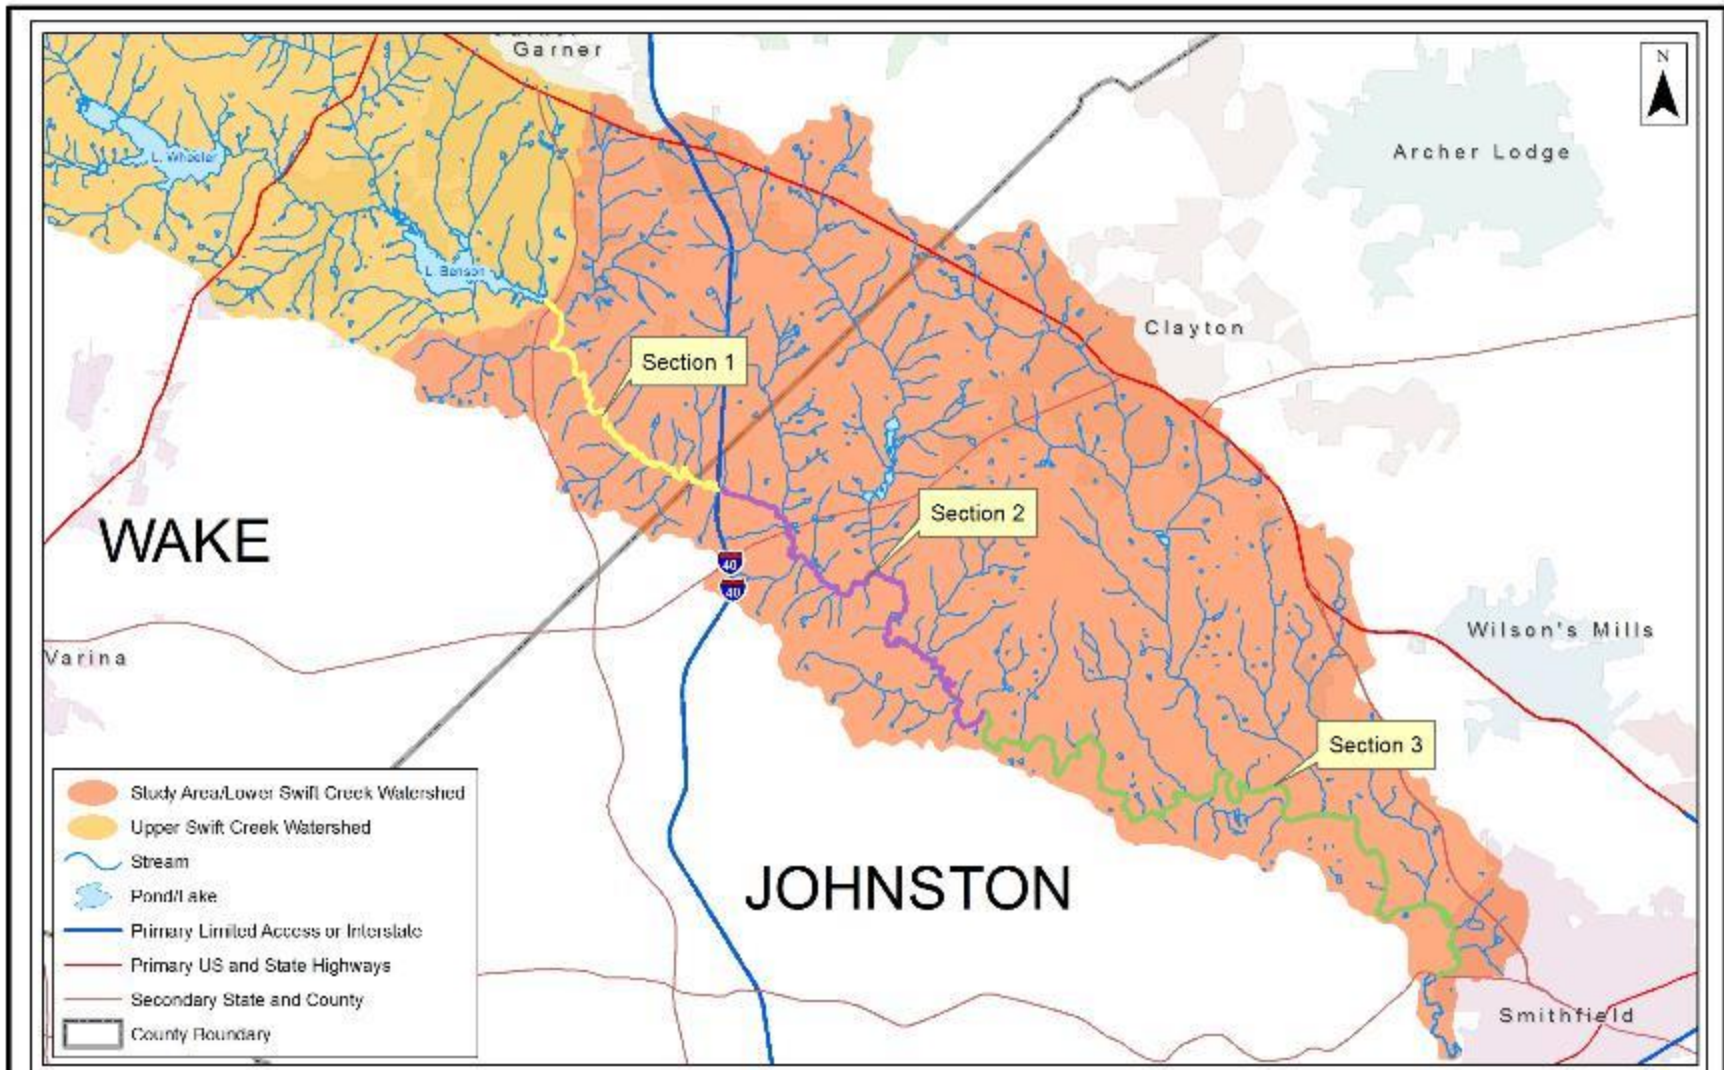 Garner
N
L. Wheeler
Archer Lodge
L. Benson
Clayton
Section 1
Section 2
WAKE
40
40
Wilson's Mills
Varina
Section 3
JOHNSTON
Smithfield
Study Area/Lower Swift Creek Watershed
Upper Swift Creek Watershed
Stream
Pond/Lake
Primary Limited Access or Interstate
Primary US and State Highways
Secondary State and County
County Boundary